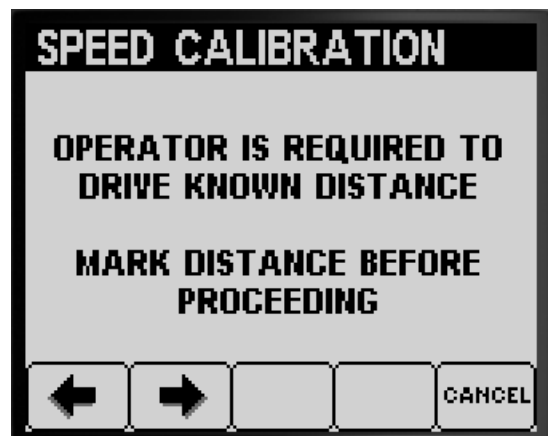 SPEED CALIBRATION
OPERATOR IS REQUIRED TO
DRIVE KNOWN DISTANCE
MARK DISTANCE BEFORE
PROCEEDING
CANCEL